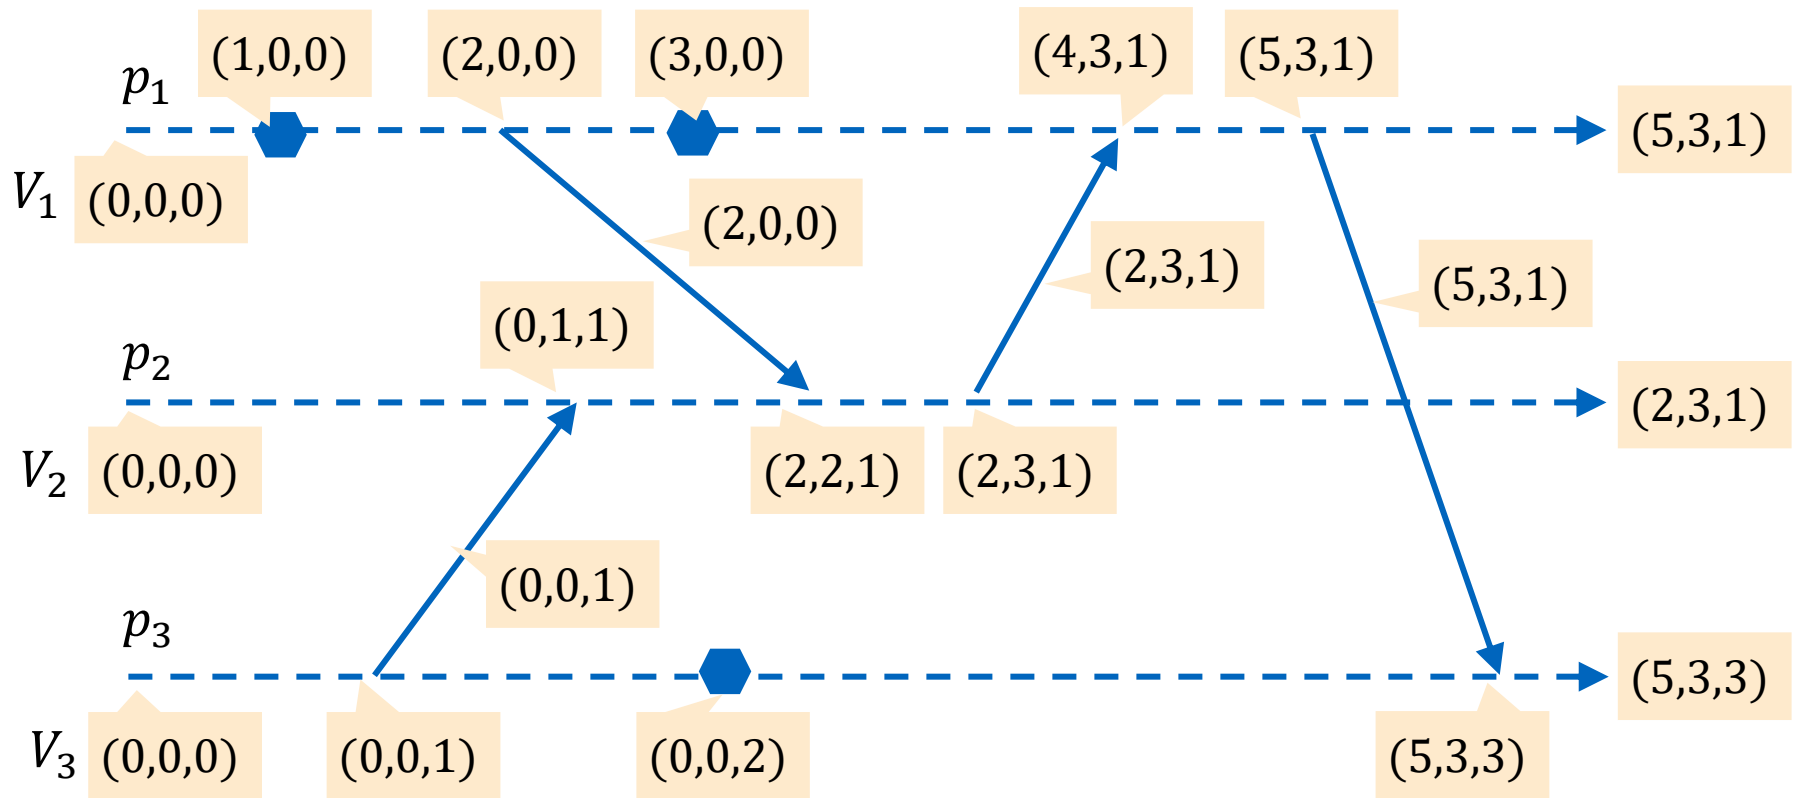 (1,0,0) (2,0,0) (3,0,0) (4,3,1) (5,3,1)
p₁
(5,3,1)
V₁ (0,0,0)
(2,0,0)
(2,3,1)
(5,3,1)
(0,1,1)
p₂
(2,3,1)
V₂ (0,0,0) (2,2,1) (2,3,1)
(0,0,1)
p₃
(5,3,3)
V₃ (0,0,0) (0,0,1) (0,0,2) (5,3,3)